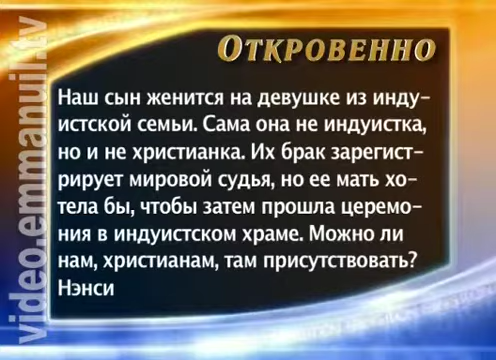 ОТКРОВЕННО
Наш сын женится на девушке из инду-
истской семьи. Сама она не индуистка,
но и не христианка. Их брак зарегист-
рирует мировой судья, но ее мать хо-
тела бы, чтобы затем прошла церемо-
ния в индуистском храме. Можно ли
нам, христианам, там присутствовать?
Нэнси
video.emmanuil.tv